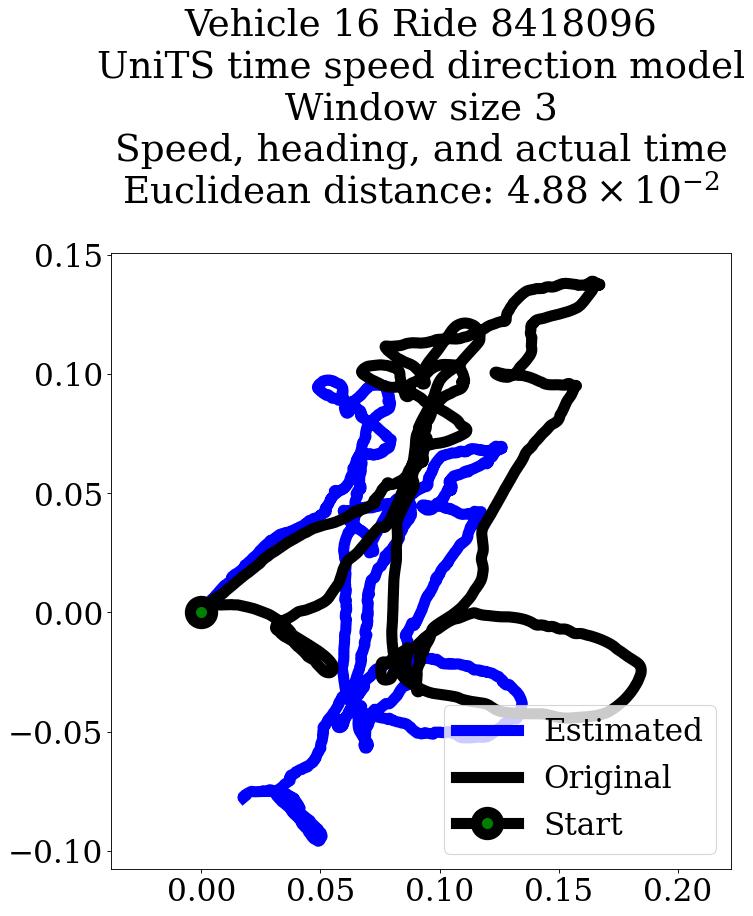 Vehicle 16 Ride 8418096
UniTS time speed direction model
Window size 3
Speed, heading, and actual time
Euclidean distance: 4.88 × 10⁻²
0.15
0.10
0.05
0.00
−0.05
−0.10
Estimated
Original
Start
0.00 0.05 0.10 0.15 0.20